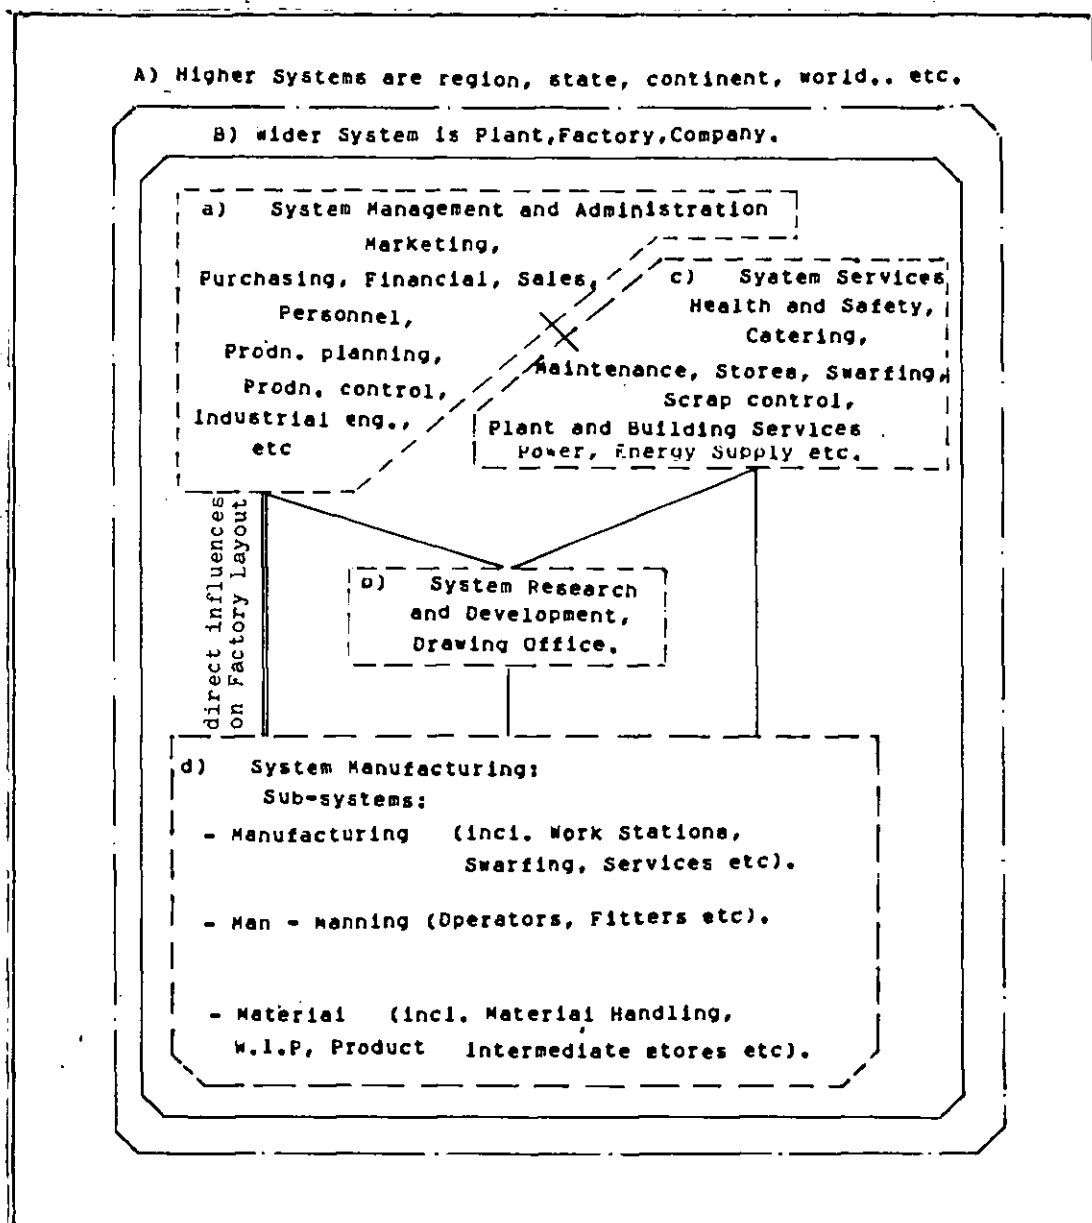 A) Higher Systems are region, state, continent, world.. etc.
B) wider System is Plant,Factory,Company.
a) System Management and Administration
Marketing,
Purchasing, Financial, Sales,
Personnel,
Prodn. planning,
Prodn. control,
Industrial eng.,
etc
c) System Services
Health and Safety,
Catering,
Maintenance, Stores, Swarfing,
Scrap control,
Plant and Building Services
Power, Energy Supply etc.
direct influences
on Factory Layout
b) System Research
and Development,
Drawing Office.
d) System Manufacturing:
Sub-systems:
- Manufacturing (incl. Work Stations,
Swarfing, Services etc).
- Man - Manning (Operators, Fitters etc).
- Material (incl. Material Handling,
W.I.P, Product Intermediate stores etc).